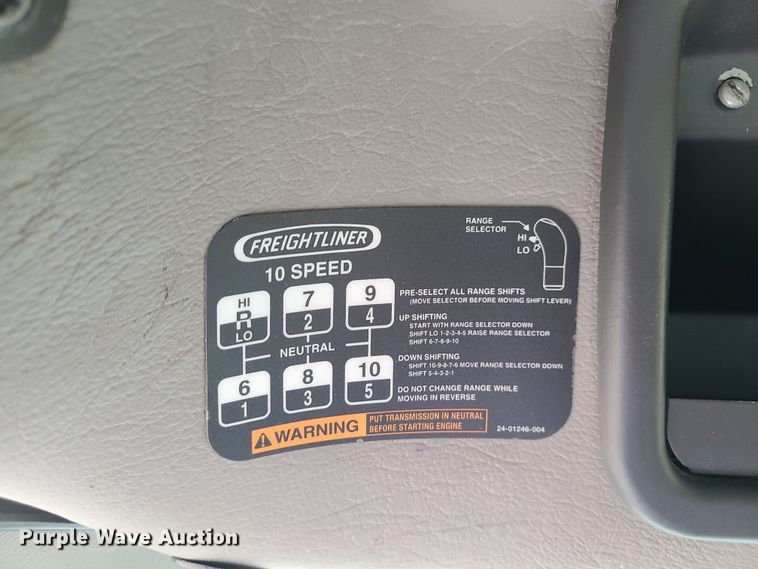 FREIGHTLINER
10 SPEED
RANGE
SELECTOR
HI
LO
HI
R
LO
7
2
9
4
NEUTRAL
6
1
8
3
10
5
PRE-SELECT ALL RANGE SHIFTS
(MOVE SELECTOR BEFORE MOVING SHIFT LEVER)
UP SHIFTING
START WITH RANGE SELECTOR DOWN
SHIFT LO 1-2-3-4-5 RAISE RANGE SELECTOR
SHIFT 6-7-8-9-10
DOWN SHIFTING
SHIFT 10-9-8-7-6 MOVE RANGE SELECTOR DOWN
SHIFT 5-4-3-2-1
DO NOT CHANGE RANGE WHILE
MOVING IN REVERSE
WARNING
PUT TRANSMISSION IN NEUTRAL
BEFORE STARTING ENGINE
24-01246-004
Purple Wave Auction